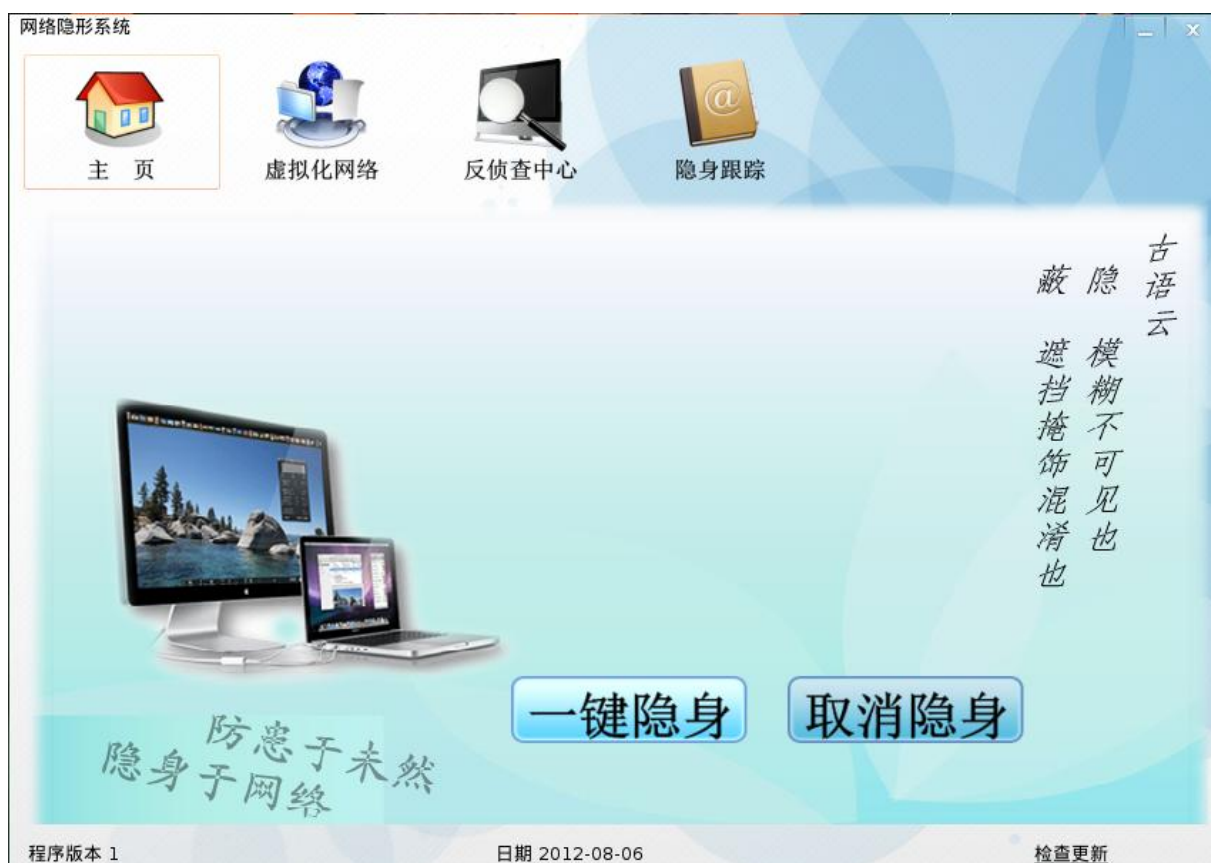 网络隐形系统
主 页
虚拟化网络
反侦查中心
隐身跟踪
古语云
隐 模糊不可见也
蔽 遮挡掩饰混淆也
一键隐身
取消隐身
防患于未然
隐身于网络
程序版本 1
日期 2012-08-06
检查更新